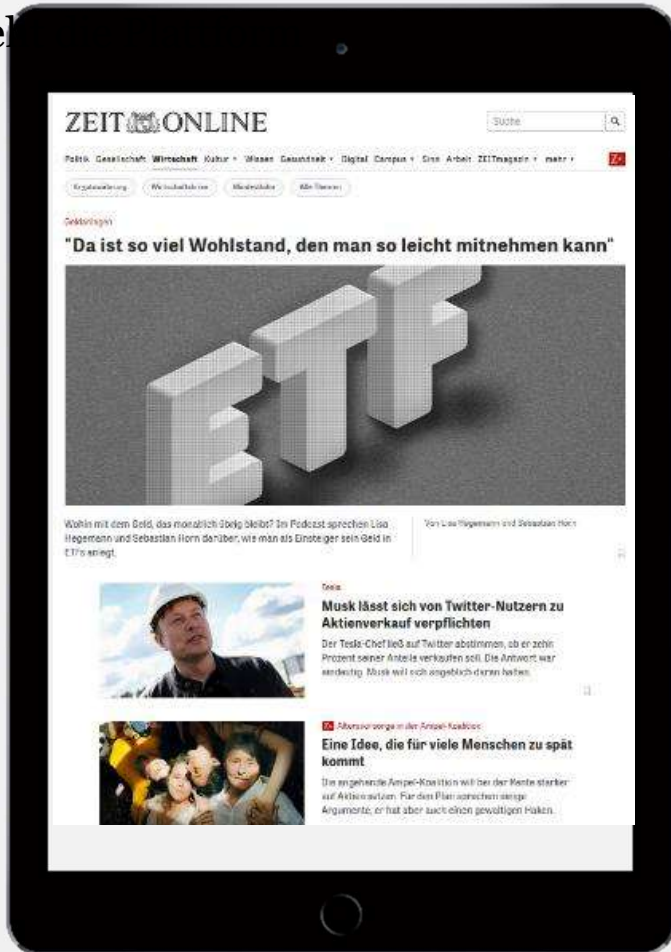 ZEIT ONLINE
Suche
Politik Gesellschaft Wirtschaft Kultur Wissen Gesundheit Digital Campus Sinn Arbeit ZEITmagazin mehr Z+
Alle Themen
Geldanlagen
"Da ist so viel Wohlstand, den man so leicht mitnehmen kann"
ETF
Wohin mit dem Geld, das monatlich übrig bleibt? Im Podcast sprechen Lisa
Hegemann und Sebastian Horn darüber, wie man als Einsteiger sein Geld in
ETFs anlegt.
Von Lisa Hegemann und Sebastian Horn
Tesla
Musk lässt sich von Twitter-Nutzern zu
Aktienverkauf verpflichten
Der Tesla-Chef ließ auf Twitter abstimmen, ob er zehn
Prozent seiner Anteile verkaufen soll. Die Antwort war
eindeutig. Musk will sich angeblich daran halten.
Z+ Altersvorsorge in der Ampel-Koalition
Eine Idee, die für viele Menschen zu spät
kommt
Die angehende Ampel-Koalition will bei der Rente stärker
auf Aktien setzen. Für den Plan sprechen einige
Argumente, er hat aber auch einen gewaltigen Haken.